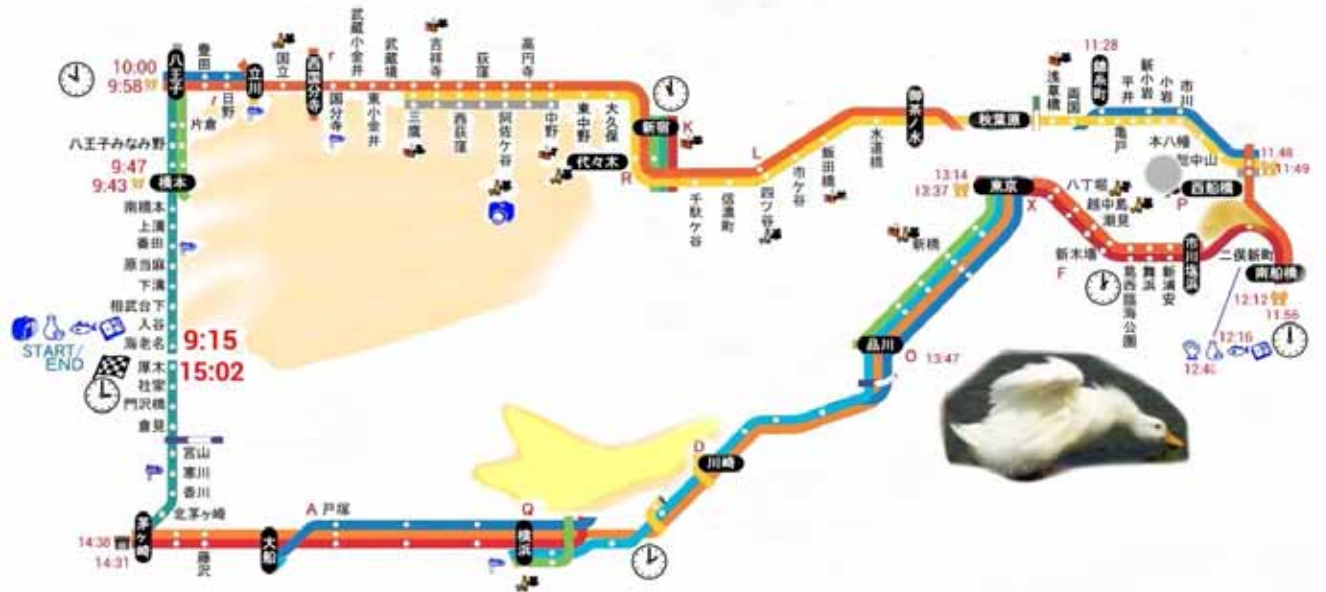 10:00
9:58
八王子
豊田
日野
立川
国立
西国分寺
r
r
国分寺
武蔵小金井
東小金井
武蔵境
三鷹
吉祥寺
西荻窪
荻窪
阿佐ケ谷
高円寺
中野
東中野
大久保
新宿
K
代々木
R
千駄ケ谷
信濃町
L
四ツ谷
市ケ谷
飯田橋
水道橋
御茶ノ水
秋葉原
浅草橋
両国
11:28
錦糸町
亀戸
平井
新小岩
小岩
市川
本八幡
11:48
11:49
西船橋
P
片倉
八王子みなみ野
9:47
9:43
橋本
南橋本
上溝
番田
原当麻
下溝
相武台下
入谷
海老名
9:15
START/
END
厚木
15:02
社家
門沢橋
倉見
宮山
寒川
香川
北茅ケ崎
茅ケ崎
14:30
14:31
藤沢
大船
A
戸塚
Q
横浜
D
川崎
品川
O
13:47
新橋
13:14
13:37
東京
X
八丁堀
越中島
潮見
新木場
F
葛西臨海公園
舞浜
新浦安
市川塩浜
二俣新町
南船橋
12:12
11:56
12:16